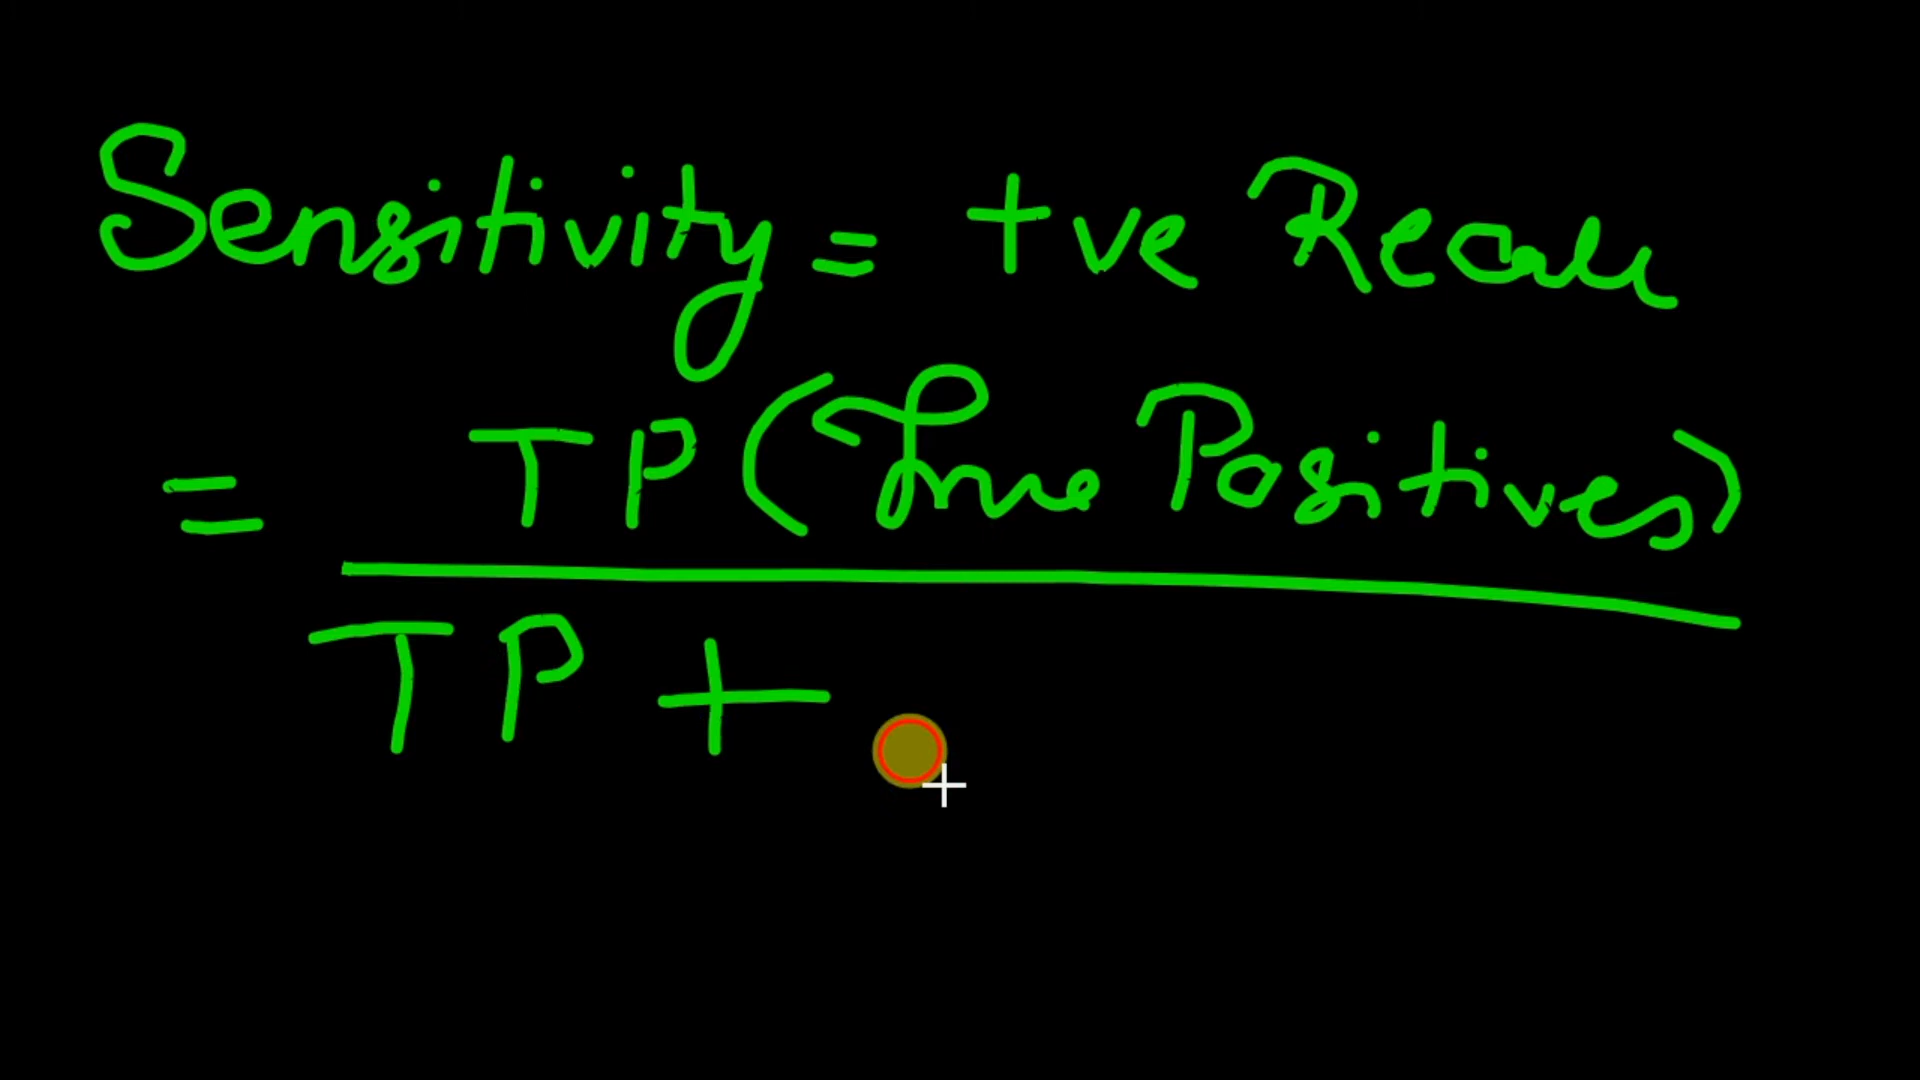 Sensitivity = +ve Recall
= TP (True Positives)
TP +